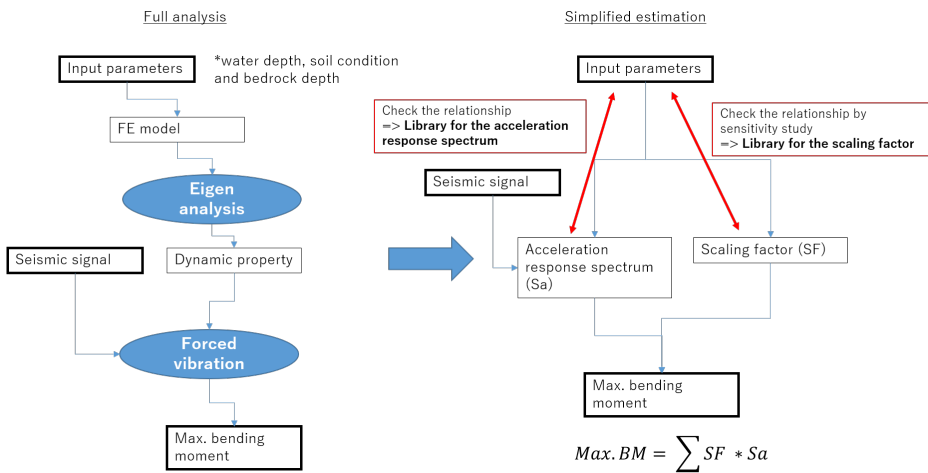 Full analysis
Input parameters
*water depth, soil condition
and bedrock depth
FE model
Eigen
analysis
Seismic signal
Dynamic property
Forced
vibration
Max. bending
moment
Simplified estimation
Input parameters
Check the relationship
=> Library for the acceleration
response spectrum
Check the relationship by
sensitivity study
=> Library for the scaling factor
Seismic signal
Acceleration
response spectrum
(Sa)
Scaling factor (SF)
Max. bending
moment
Max. BM = ∑ SF * Sa